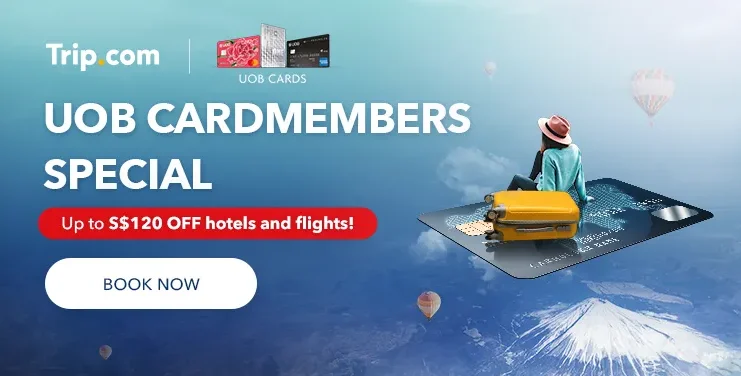 Trip.com
UOB CARDS
UOB CARDMEMBERS
SPECIAL
Up to S$120 OFF hotels and flights!
BOOK NOW